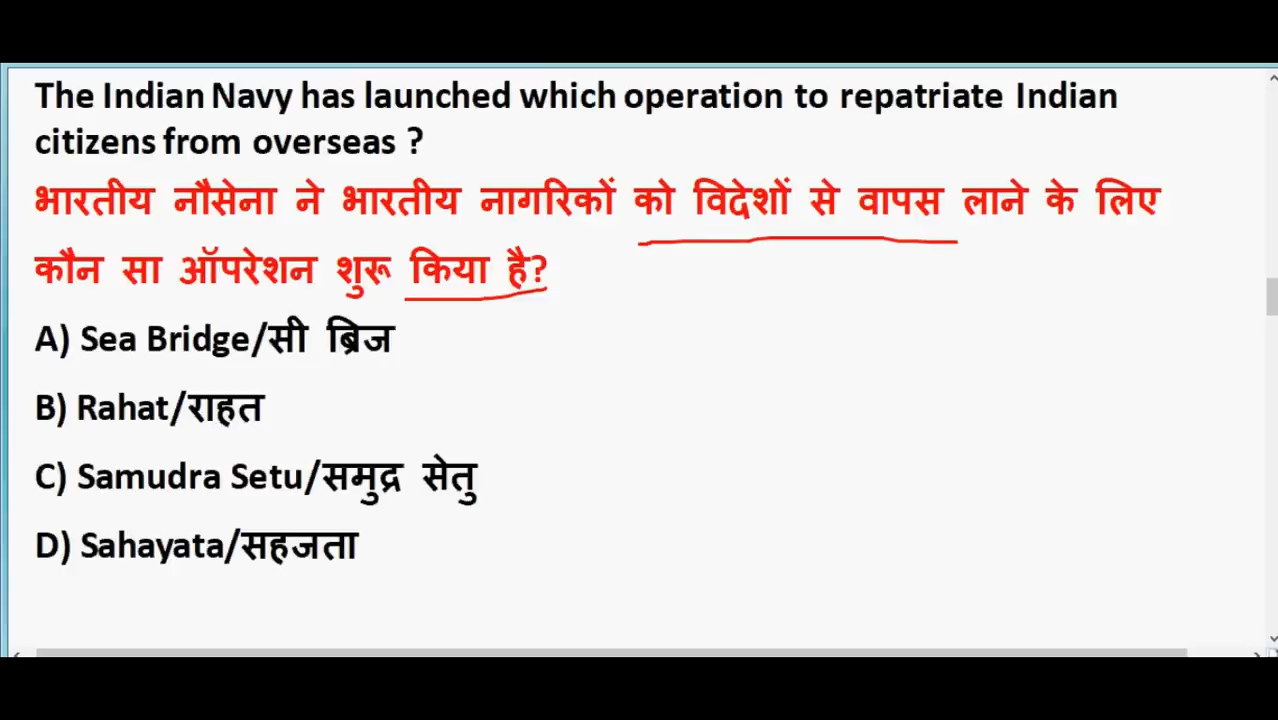 The Indian Navy has launched which operation to repatriate Indian
citizens from overseas ?
भारतीय नौसेना ने भारतीय नागरिकों को विदेशों से वापस लाने के लिए
कौन सा ऑपरेशन शुरू किया है?
A) Sea Bridge/सी ब्रिज
B) Rahat/राहत
C) Samudra Setu/समुद्र सेतु
D) Sahayata/सहजता